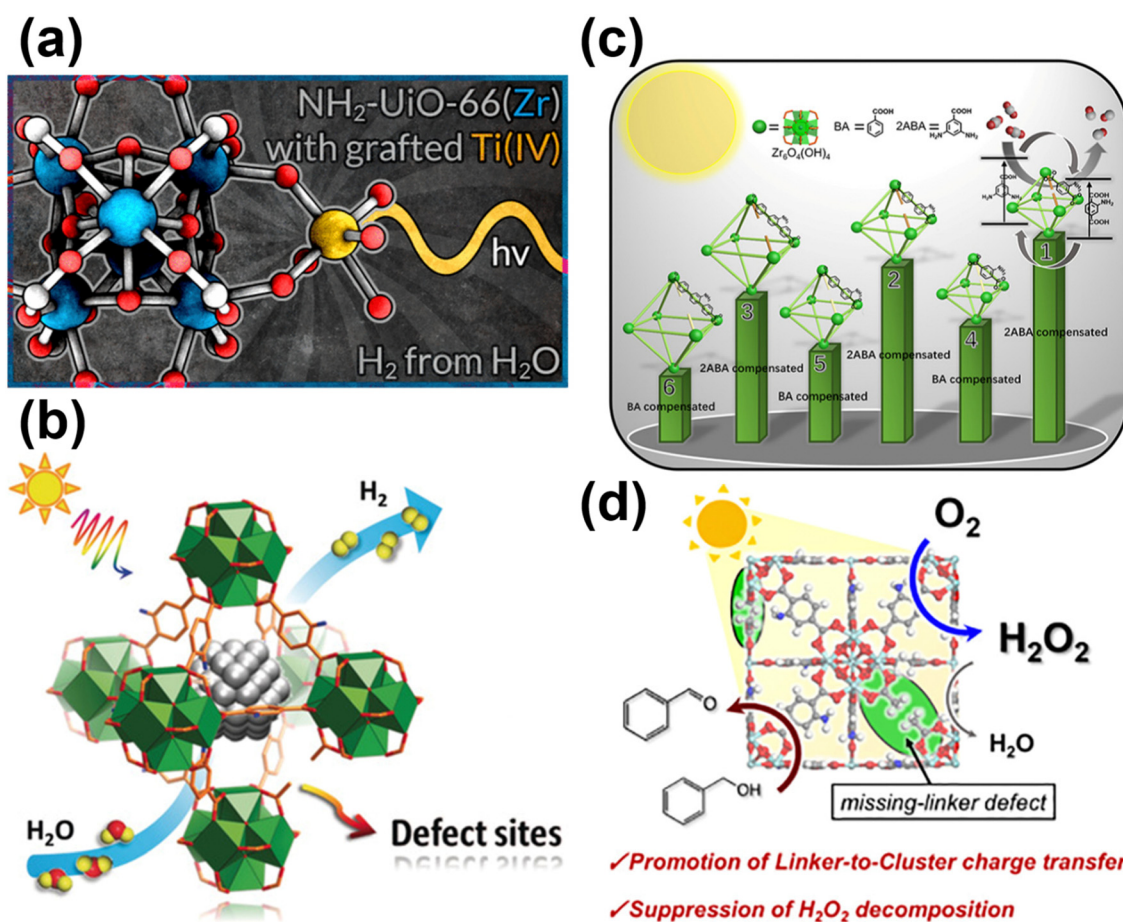 (a)
NH₂-UiO-66(Zr)
with grafted Ti(IV)
hν
H₂ from H₂O
(b)
H₂
H₂O
Defect sites
(c)
= Zr₆O₄(OH)₄
BA =
COOH
2ABA =
COOH
H₂N
NH₂
1
2ABA compensated
2
2ABA compensated
3
2ABA compensated
4
BA compensated
5
BA compensated
6
BA compensated
(d)
O₂
H₂O₂
H₂O
O
OH
missing-linker defect
✓Promotion of Linker-to-Cluster charge transfer
✓Suppression of H₂O₂ decomposition